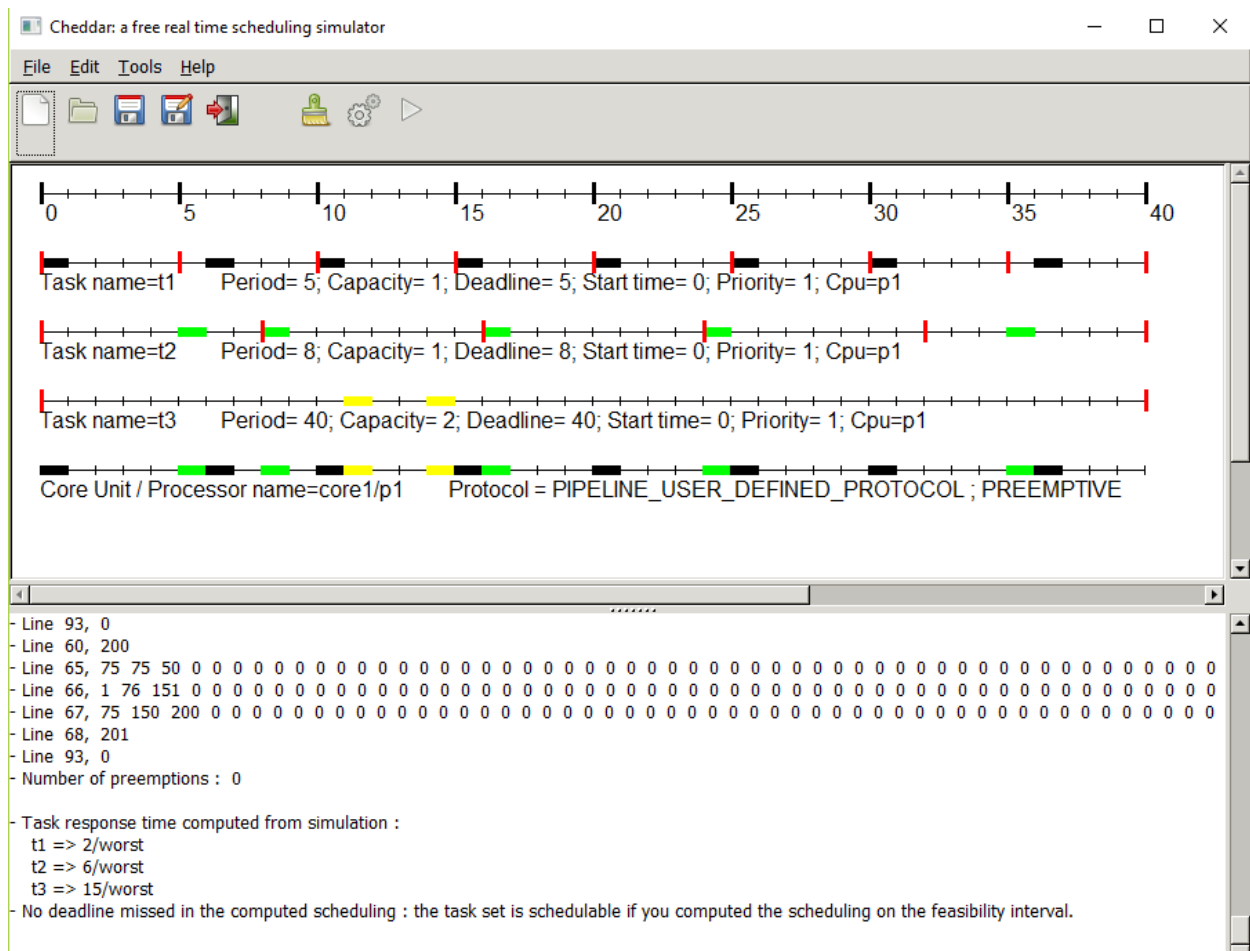 Cheddar: a free real time scheduling simulator
File Edit Tools Help
0 5 10 15 20 25 30 35 40
Task name=t1 Period= 5; Capacity= 1; Deadline= 5; Start time= 0; Priority= 1; Cpu=p1
Task name=t2 Period= 8; Capacity= 1; Deadline= 8; Start time= 0; Priority= 1; Cpu=p1
Task name=t3 Period= 40; Capacity= 2; Deadline= 40; Start time= 0; Priority= 1; Cpu=p1
Core Unit / Processor name=core1/p1 Protocol = PIPELINE_USER_DEFINED_PROTOCOL ; PREEMPTIVE
- Line 93, 0
- Line 60, 200
- Line 65, 75 75 50 0 0 0 0 0 0 0 0 0 0 0 0 0 0 0 0 0 0 0 0 0 0 0 0 0 0 0 0 0 0 0 0 0 0 0 0 0 0 0 0 0 0 0 0 0 0 0 0 0 0
- Line 66, 1 76 151 0 0 0 0 0 0 0 0 0 0 0 0 0 0 0 0 0 0 0 0 0 0 0 0 0 0 0 0 0 0 0 0 0 0 0 0 0 0 0 0 0 0 0 0 0 0 0 0 0 0
- Line 67, 75 150 200 0 0 0 0 0 0 0 0 0 0 0 0 0 0 0 0 0 0 0 0 0 0 0 0 0 0 0 0 0 0 0 0 0 0 0 0 0 0 0 0 0 0 0 0 0 0 0 0 0
- Line 68, 201
- Line 93, 0
- Number of preemptions : 0
- Task response time computed from simulation :
t1 => 2/worst
t2 => 6/worst
t3 => 15/worst
- No deadline missed in the computed scheduling : the task set is schedulable if you computed the scheduling on the feasibility interval.